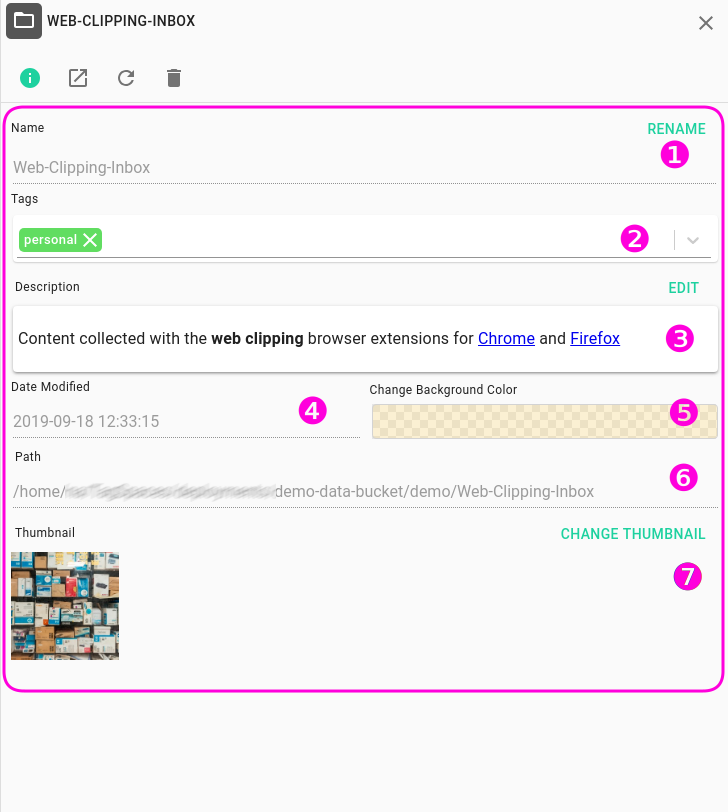 WEB-CLIPPING-INBOX
Name
RENAME
1
Web-Clipping-Inbox
Tags
personal
2
Description
EDIT
Content collected with the web clipping browser extensions for Chrome and Firefox
3
Date Modified
Change Background Color
2019-09-18 12:33:15
4
5
Path
6
/home/ demo-data-bucket/demo/Web-Clipping-Inbox
Thumbnail
CHANGE THUMBNAIL
7